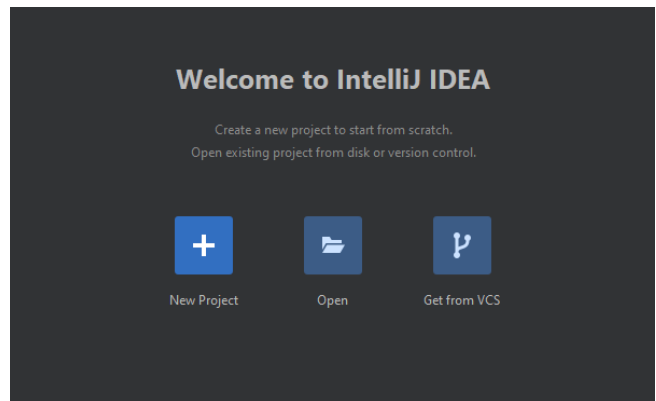 Welcome to IntelliJ IDEA
Create a new project to start from scratch.
Open existing project from disk or version control.
New Project
Open
Get from VCS